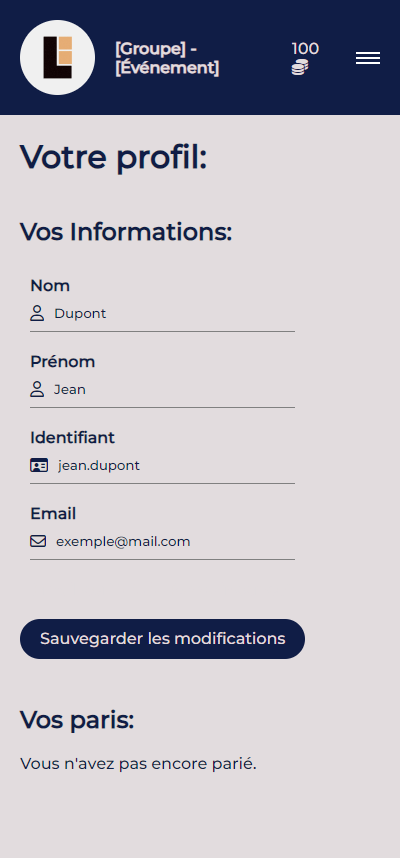 [Groupe] -
[Événement]
100
Votre profil:
Vos Informations:
Nom
Dupont
Prénom
Jean
Identifiant
jean.dupont
Email
exemple@mail.com
Sauvegarder les modifications
Vos paris:
Vous n'avez pas encore parié.